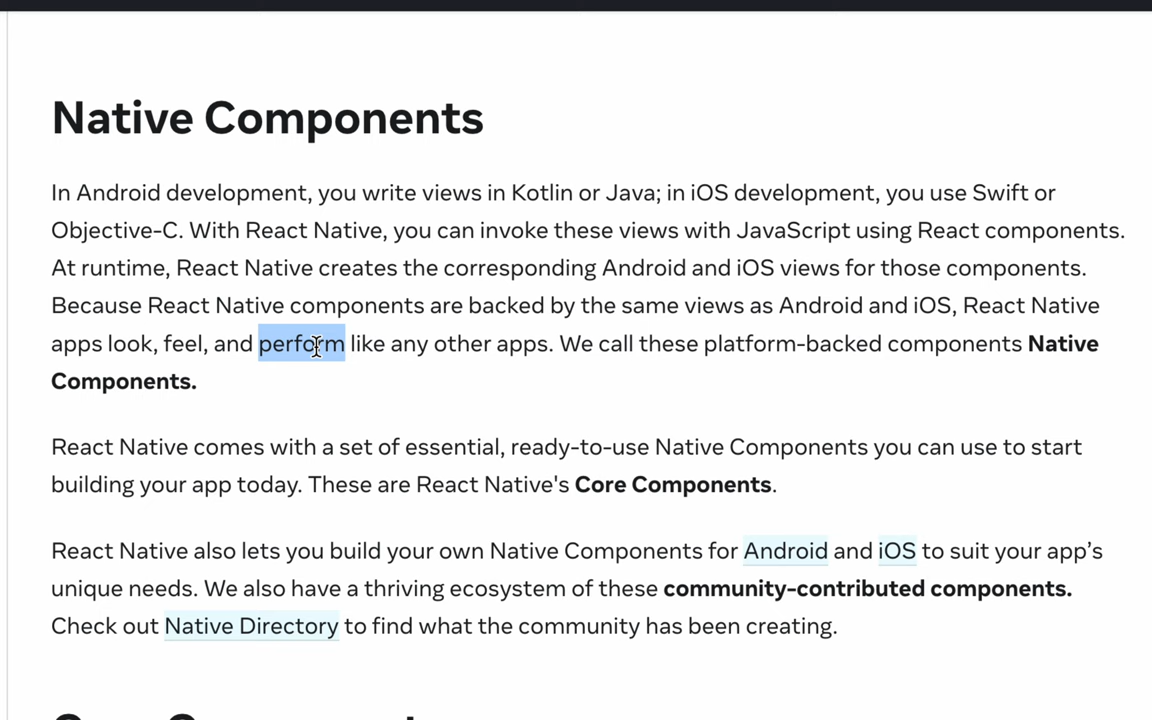 Native Components
In Android development, you write views in Kotlin or Java; in iOS development, you use Swift or
Objective-C. With React Native, you can invoke these views with JavaScript using React components.
At runtime, React Native creates the corresponding Android and iOS views for those components.
Because React Native components are backed by the same views as Android and iOS, React Native
apps look, feel, and perform like any other apps. We call these platform-backed components Native
Components.
React Native comes with a set of essential, ready-to-use Native Components you can use to start
building your app today. These are React Native's Core Components.
React Native also lets you build your own Native Components for Android and iOS to suit your app’s
unique needs. We also have a thriving ecosystem of these community-contributed components.
Check out Native Directory to find what the community has been creating.